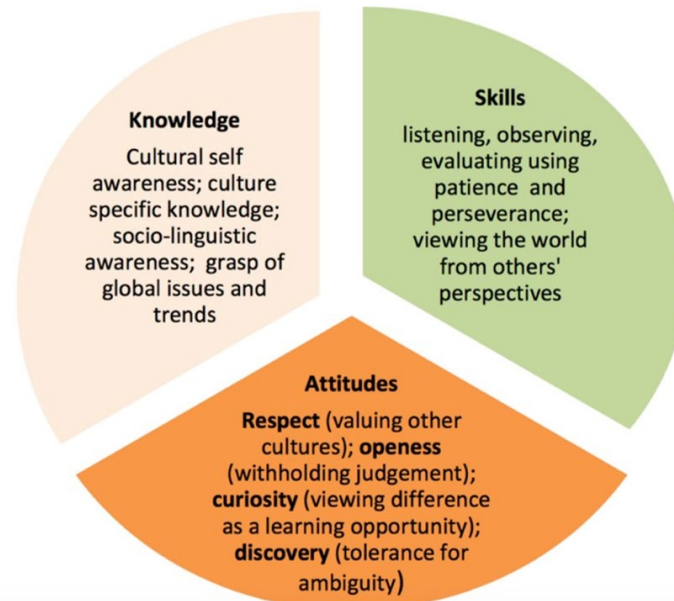 Knowledge
Cultural self
awareness; culture
specific knowledge;
socio-linguistic
awareness; grasp of
global issues and
trends
Skills
listening, observing,
evaluating using
patience and
perseverance;
viewing the world
from others'
perspectives
Attitudes
Respect (valuing other
cultures); openess
(withholding judgement);
curiosity (viewing difference
as a learning opportunity);
discovery (tolerance for
ambiguity)